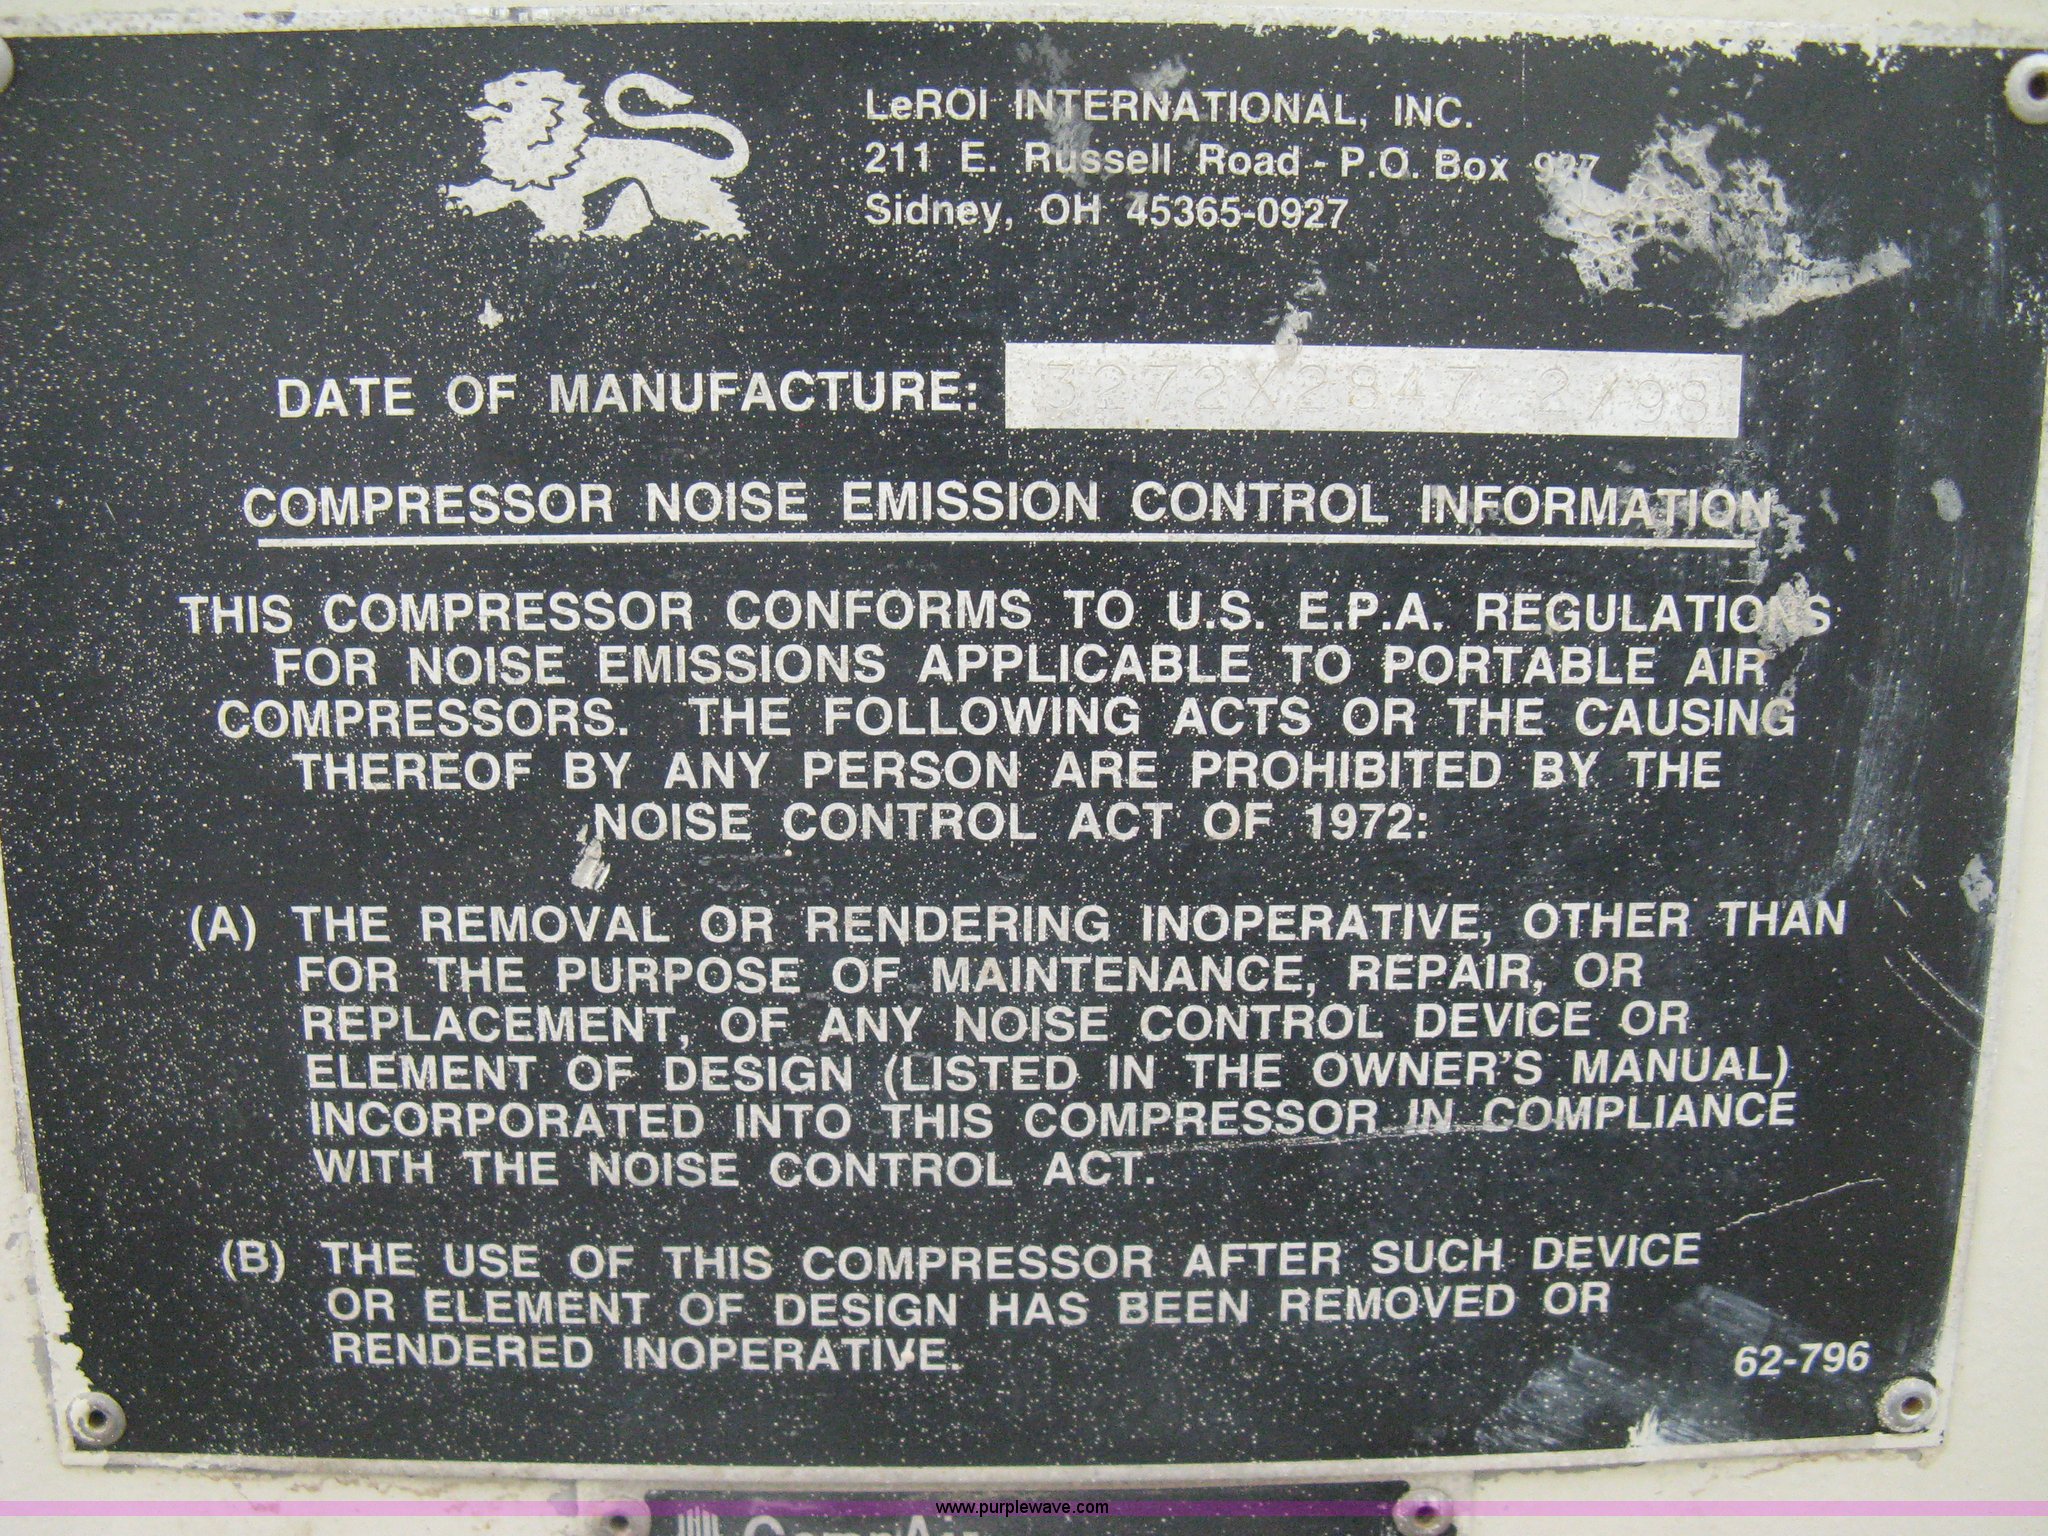 LeROI INTERNATIONAL, INC.
211 E. Russell Road - P.O. Box 927
Sidney, OH 45365-0927
DATE OF MANUFACTURE: 3272X2847 2/98
COMPRESSOR NOISE EMISSION CONTROL INFORMATION
THIS COMPRESSOR CONFORMS TO U.S. E.P.A. REGULATIONS
FOR NOISE EMISSIONS APPLICABLE TO PORTABLE AIR
COMPRESSORS. THE FOLLOWING ACTS OR THE CAUSING
THEREOF BY ANY PERSON ARE PROHIBITED BY THE
NOISE CONTROL ACT OF 1972:
(A) THE REMOVAL OR RENDERING INOPERATIVE, OTHER THAN
FOR THE PURPOSE OF MAINTENANCE, REPAIR, OR
REPLACEMENT, OF ANY NOISE CONTROL DEVICE OR
ELEMENT OF DESIGN (LISTED IN THE OWNER'S MANUAL)
INCORPORATED INTO THIS COMPRESSOR IN COMPLIANCE
WITH THE NOISE CONTROL ACT.
(B) THE USE OF THIS COMPRESSOR AFTER SUCH DEVICE
OR ELEMENT OF DESIGN HAS BEEN REMOVED OR
RENDERED INOPERATIVE.
62-796
www.purplewave.com
CompAir